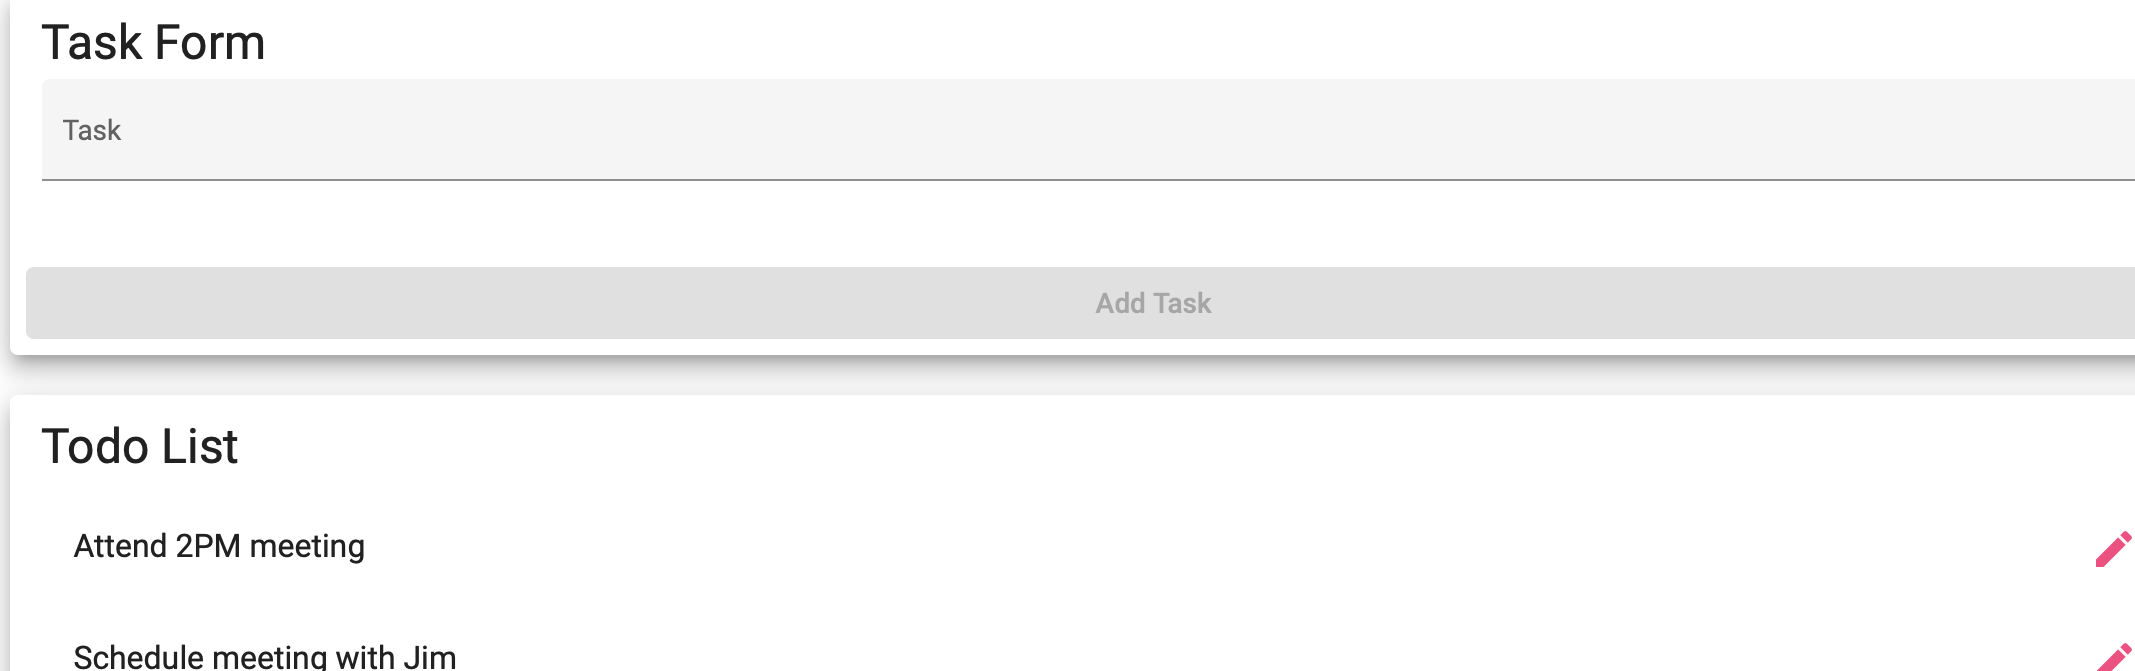 Task Form
Task
Add Task
Todo List
Attend 2PM meeting
Schedule meeting with Jim